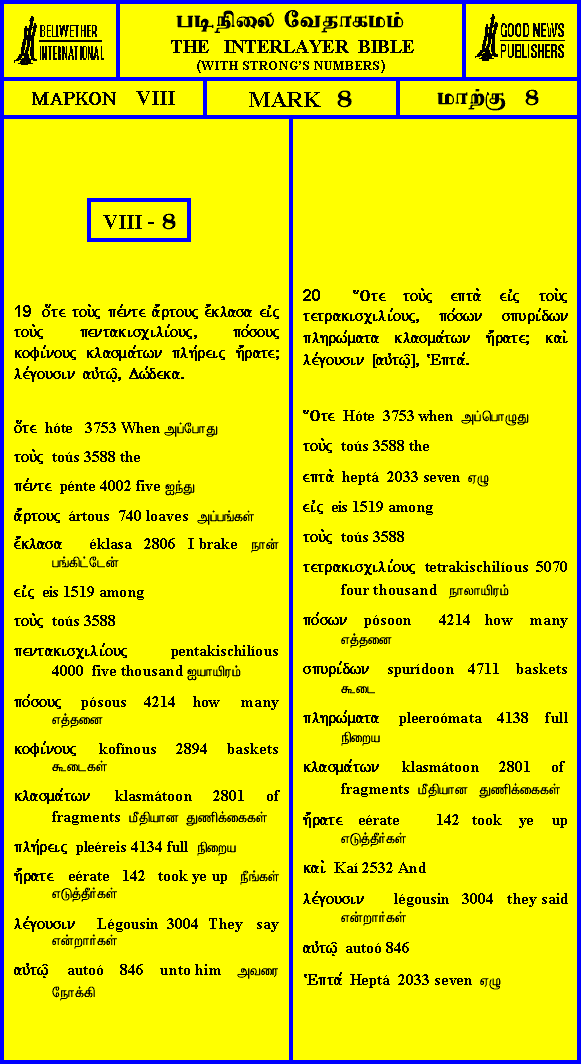 BELLWETHER
INTERNATIONAL
படிநிலை வேதாகமம்
THE INTERLAYER BIBLE
(WITH STRONG'S NUMBERS)
GOOD NEWS
PUBLISHERS
ΜΑΡΚΟΝ VIII
MARK 8
மாற்கு 8
VIII - 8
19 ὅτε τοὺς πέντε ἄρτους ἔκλασα εἰς
τοὺς πεντακισχιλίους, πόσους
κοφίνους κλασμάτων πλήρεις ἤρατε;
λέγουσιν αὐτῷ, Δώδεκα.
ὅτε hóte 3753 When அப்போது
τοὺς toús 3588 the
πέντε pénte 4002 five ஐந்து
ἄρτους ártous 740 loaves அப்பங்கள்
ἔκλασα éklasa 2806 I brake நான்
பங்கிட்டேன்
εἰς eis 1519 among
τοὺς toús 3588
πεντακισχιλίους pentakischilíous
4000 five thousand ஐயாயிரம்
πόσους pósous 4214 how many
எத்தனை
κοφίνους kofínous 2894 baskets
கூடைகள்
κλασμάτων klasmátoon 2801 of
fragments மீதியான துணிக்கைகள்
πλήρεις pleéreis 4134 full நிறைய
ἤρατε eérate 142 took ye up நீங்கள்
எடுத்தீர்கள்
λέγουσιν Légousin 3004 They say
என்றார்கள்
αὐτῷ autoó 846 unto him அவரை
நோக்கி
20 Ὅτε τοὺς επτὰ εἰς τοὺς
τετρακισχιλίους, πόσων σπυρίδων
πληρώματα κλασμάτων ἤρατε; καὶ
λέγουσιν [αὐτῷ], Ἑπτά.
Ὅτε Hóte 3753 when அப்பொழுது
τοὺς toús 3588 the
επτὰ heptá 2033 seven ஏழு
εἰς eis 1519 among
τοὺς toús 3588
τετρακισχιλίους tetrakischilíous 5070
four thousand நாலாயிரம்
πόσων pósoon 4214 how many
எத்தனை
σπυρίδων spurídoon 4711 baskets
கூடை
πληρώματα pleeroómata 4138 full
நிறைய
κλασμάτων klasmátoon 2801 of
fragments மீதியான துணிக்கைகள்
ἤρατε eérate 142 took ye up
எடுத்தீர்கள்
καὶ Kaí 2532 And
λέγουσιν légousin 3004 they said
என்றார்கள்
αὐτῷ autoó 846
Ἑπτά Heptá 2033 seven ஏழு